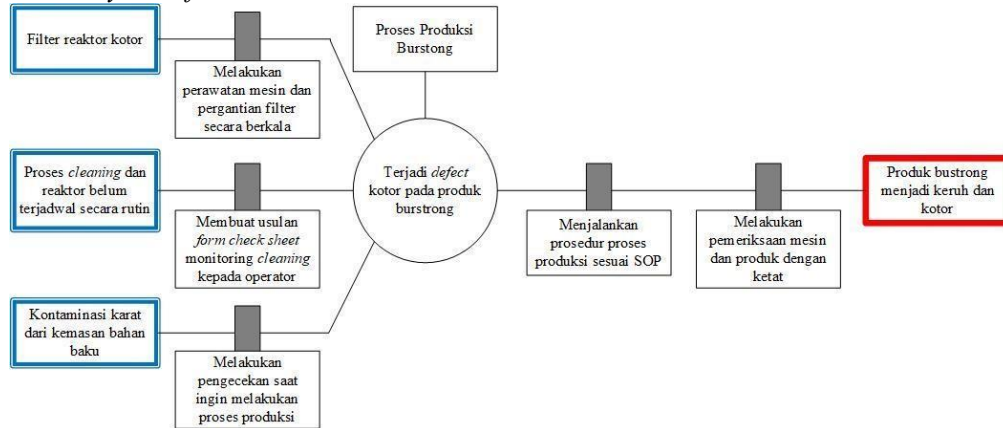 Filter reaktor kotor
Proses Produksi
Burstong
Melakukan
perawatan mesin dan
pergantian filter
secara berkala
Proses cleaning dan
reaktor belum
terjadwal secara rutin
Membuat usulan
form check sheet
monitoring cleaning
kepada operator
Terjadi defect
kotor pada produk
burstrong
Menjalankan
prosedur proses
produksi sesuai SOP
Melakukan
pemeriksaan mesin
dan produk dengan
ketat
Produk bustrong
menjadi keruh dan
kotor
Kontaminasi karat
dari kemasan bahan
baku
Melakukan
pengecekan saat
ingin melakukan
proses produksi